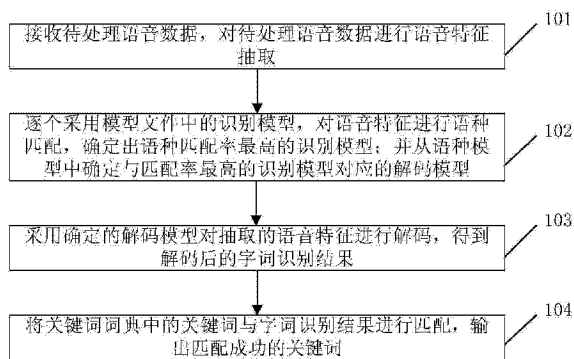 接收待处理语音数据，对待处理语音数据进行语音特征
抽取
101
逐个采用模型文件中的识别模型，对语音特征进行语种
匹配，确定出语种匹配率最高的识别模型；并从语种模
型中确定与匹配率最高的识别模型对应的解码模型
102
采用确定的解码模型对抽取的语音特征进行解码，得到
解码后的字词识别结果
103
将关键词词典中的关键词与字词识别结果进行匹配，输
出匹配成功的关键词
104